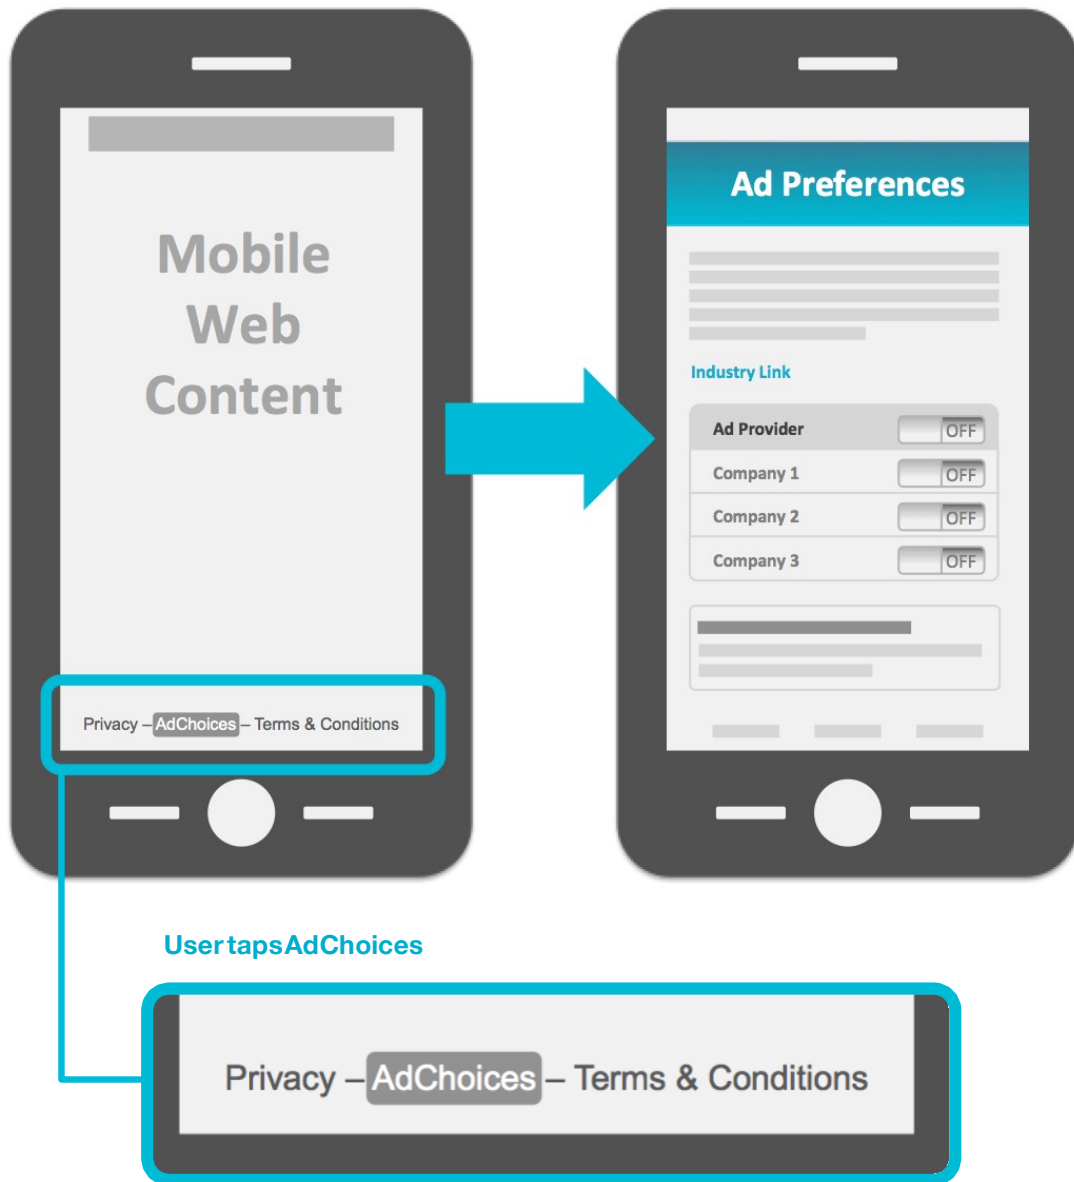 Mobile
Web
Content
Privacy – AdChoices – Terms & Conditions
Ad Preferences
Industry Link
Ad Provider OFF
Company 1 OFF
Company 2 OFF
Company 3 OFF
User taps AdChoices
Privacy – AdChoices – Terms & Conditions